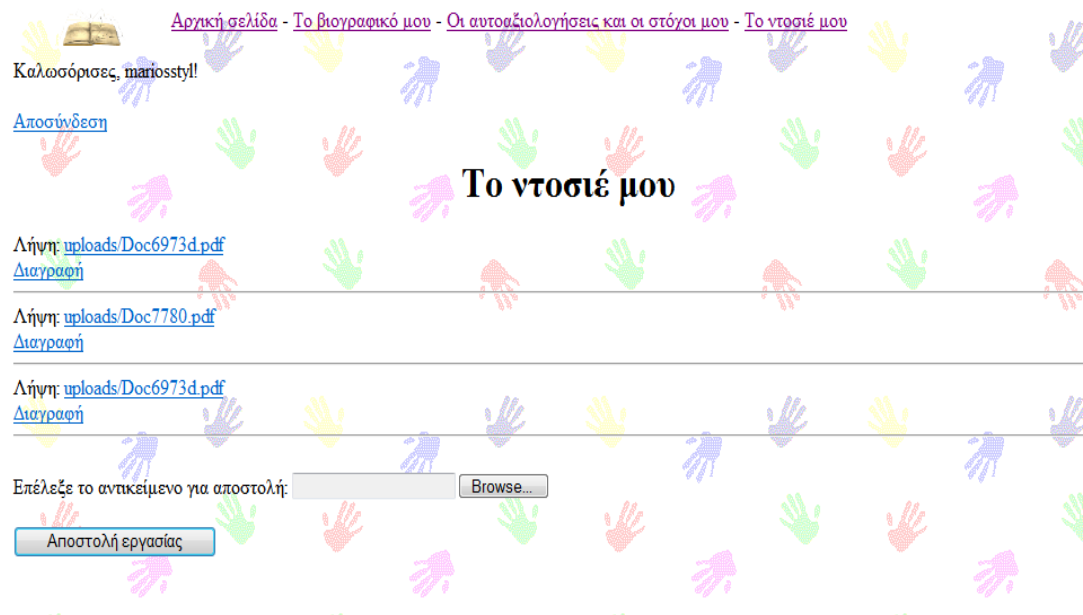 Αρχική σελίδα - Το βιογραφικό μου - Οι αυτοαξιολογήσεις και οι στόχοι μου - Το ντοσιέ μου
Καλωσόρισες, mariosstyl!
Αποσύνδεση
Το ντοσιέ μου
Λήψη: uploads/Doc6973d.pdf
Διαγραφή
Λήψη: uploads/Doc7780.pdf
Διαγραφή
Λήψη: uploads/Doc6973d.pdf
Διαγραφή
Επέλεξε το αντικείμενο για αποστολή: Browse...
Αποστολή εργασίας